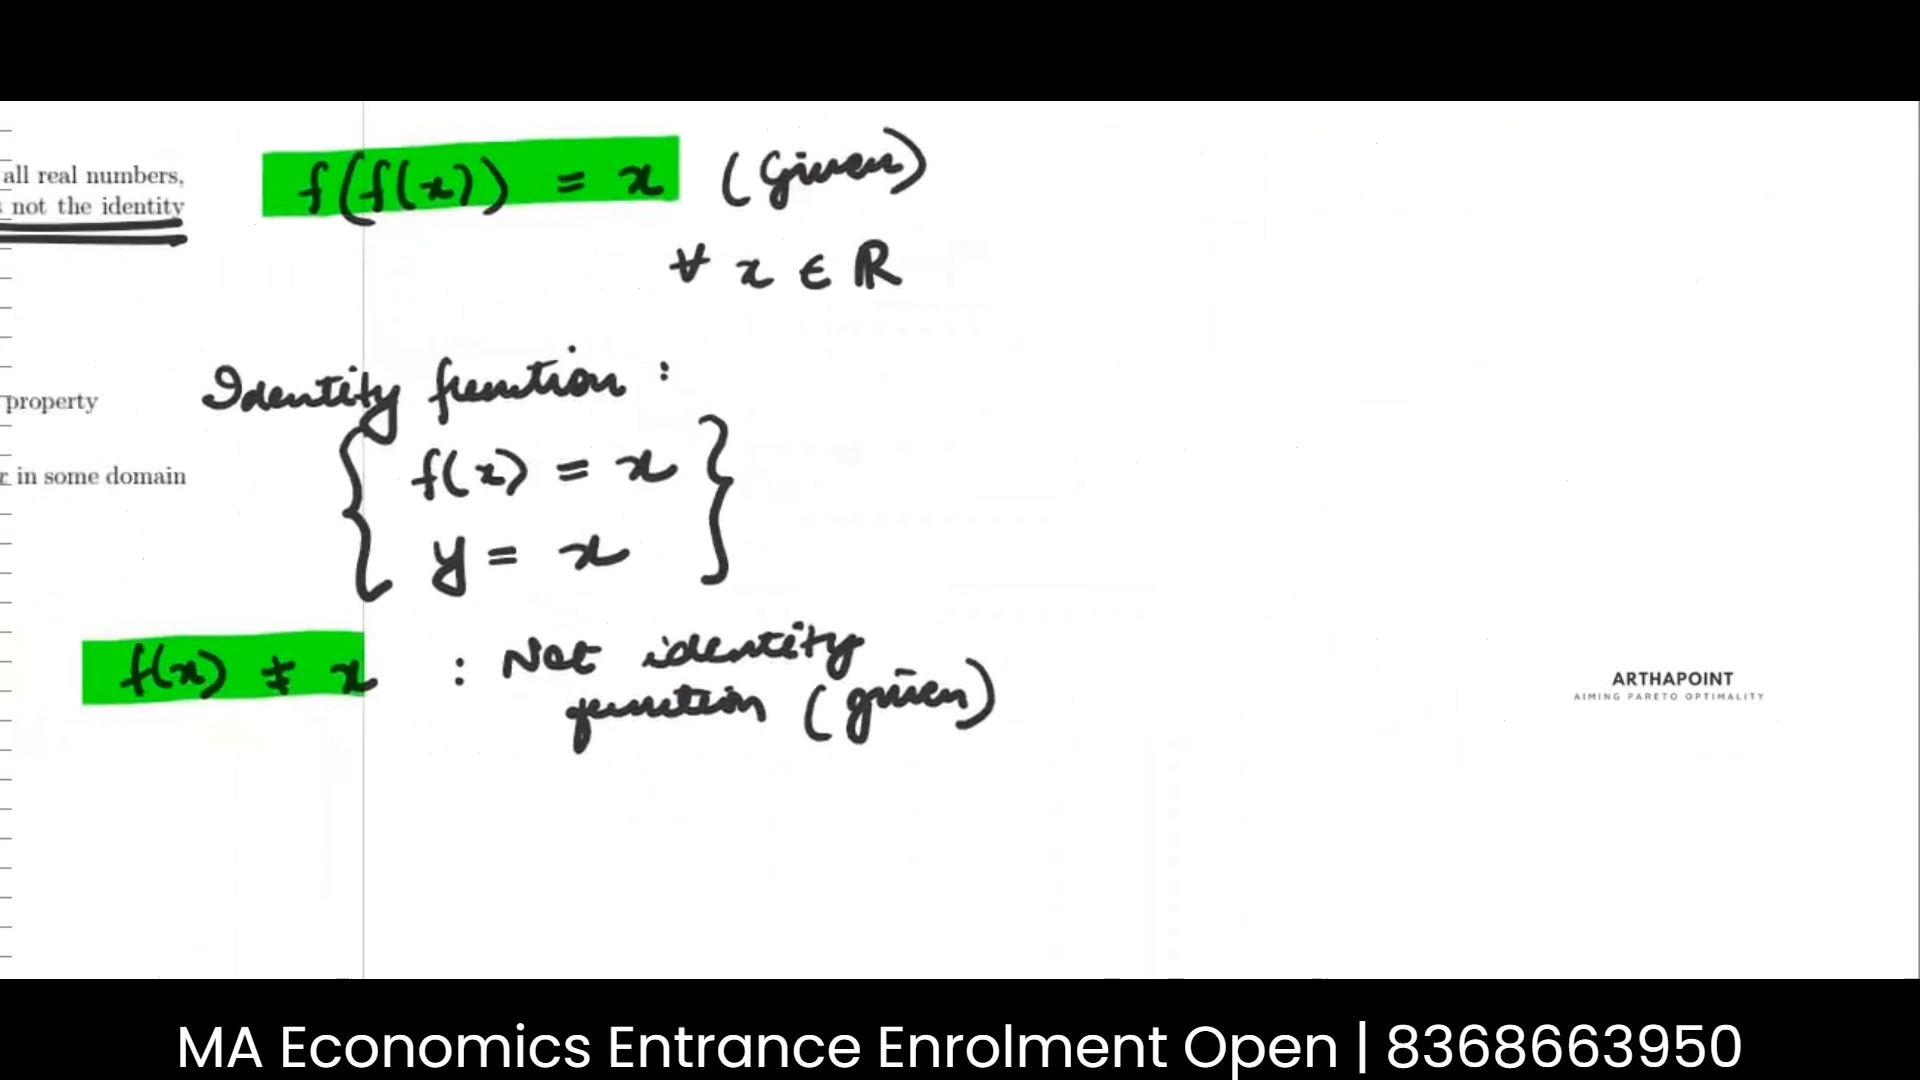 all real numbers,
not the identity
f(f(x)) = x (Given)
∀ x ∈ ℝ
Identity function :
property
f(x) = x
in some domain
y = x
f(x) ≠ x : Not identity
function (given)
ARTHAPOINT
AIMING PARETO OPTIMALITY
MA Economics Entrance Enrolment Open | 8368663950